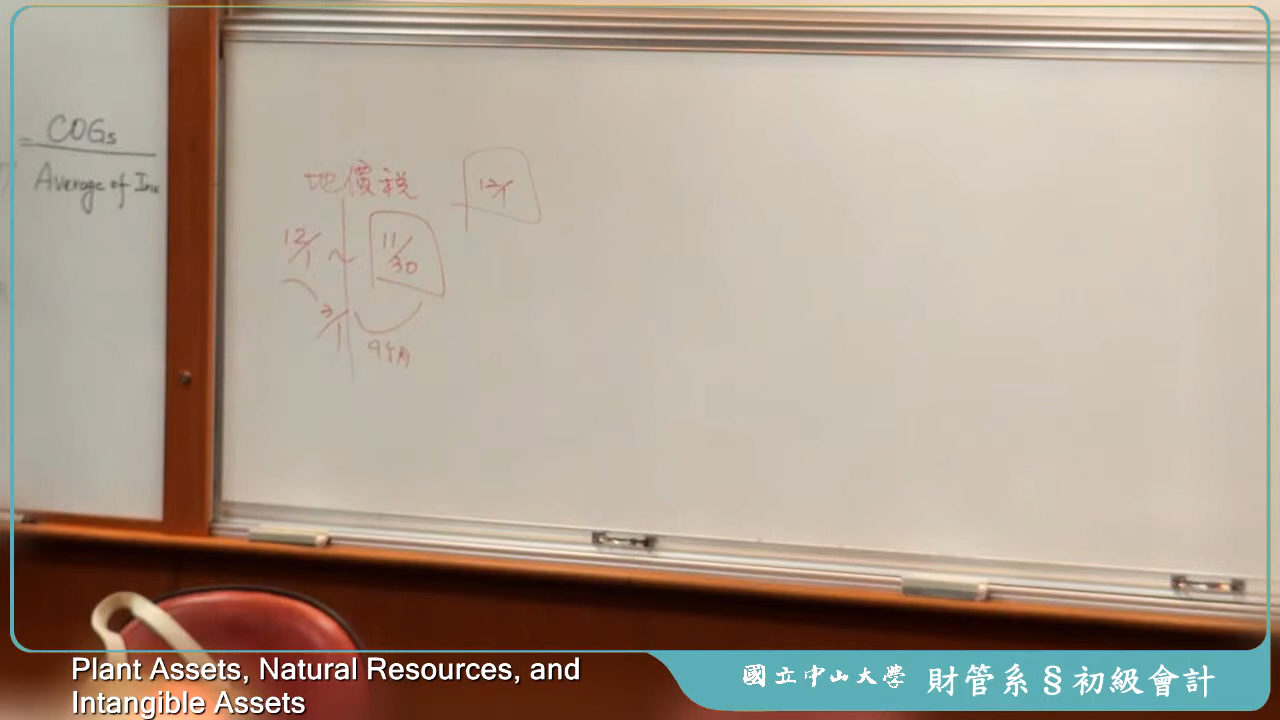 = COGs
Average of Inv
地價稅
12/1
12/1 ~ 11/30
3/1
9個月
Plant Assets, Natural Resources, and
Intangible Assets
國立中山大學 財管系§初級會計